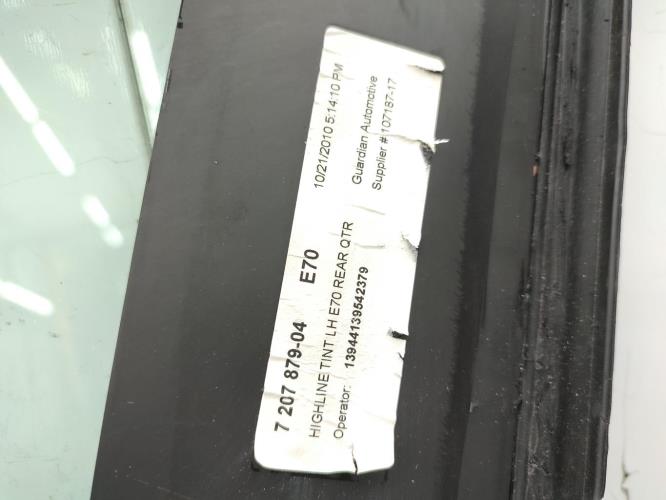 7 207 879-04 E70 10/21/2010 5:14:10 PM
HIGHLINE TINT LH E70 REAR QTR Guardian Automotive
Operator: 13944139542379 Supplier # 107187-17